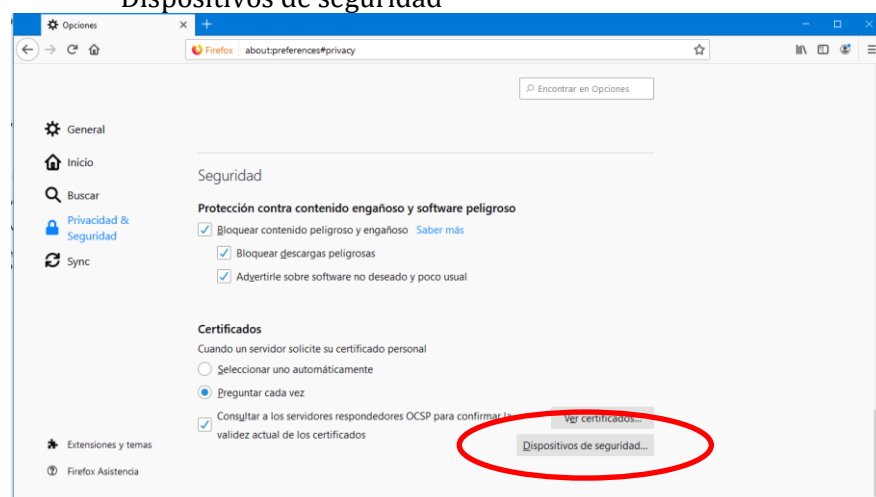 Dispositivos de seguridad
Opciones
Firefox about:preferences#privacy
Encontrar en Opciones
General
Inicio
Seguridad
Buscar
Protección contra contenido engañoso y software peligroso
Privacidad &
Seguridad
Bloquear contenido peligroso y engañoso Saber más
Bloquear descargas peligrosas
Sync
Advertirle sobre software no deseado y poco usual
Certificados
Cuando un servidor solicite su certificado personal
Seleccionar uno automáticamente
Preguntar cada vez
Consultar a los servidores respondedores OCSP para confirmar la
validez actual de los certificados
Ver certificados...
Dispositivos de seguridad...
Extensiones y temas
Firefox Asistencia